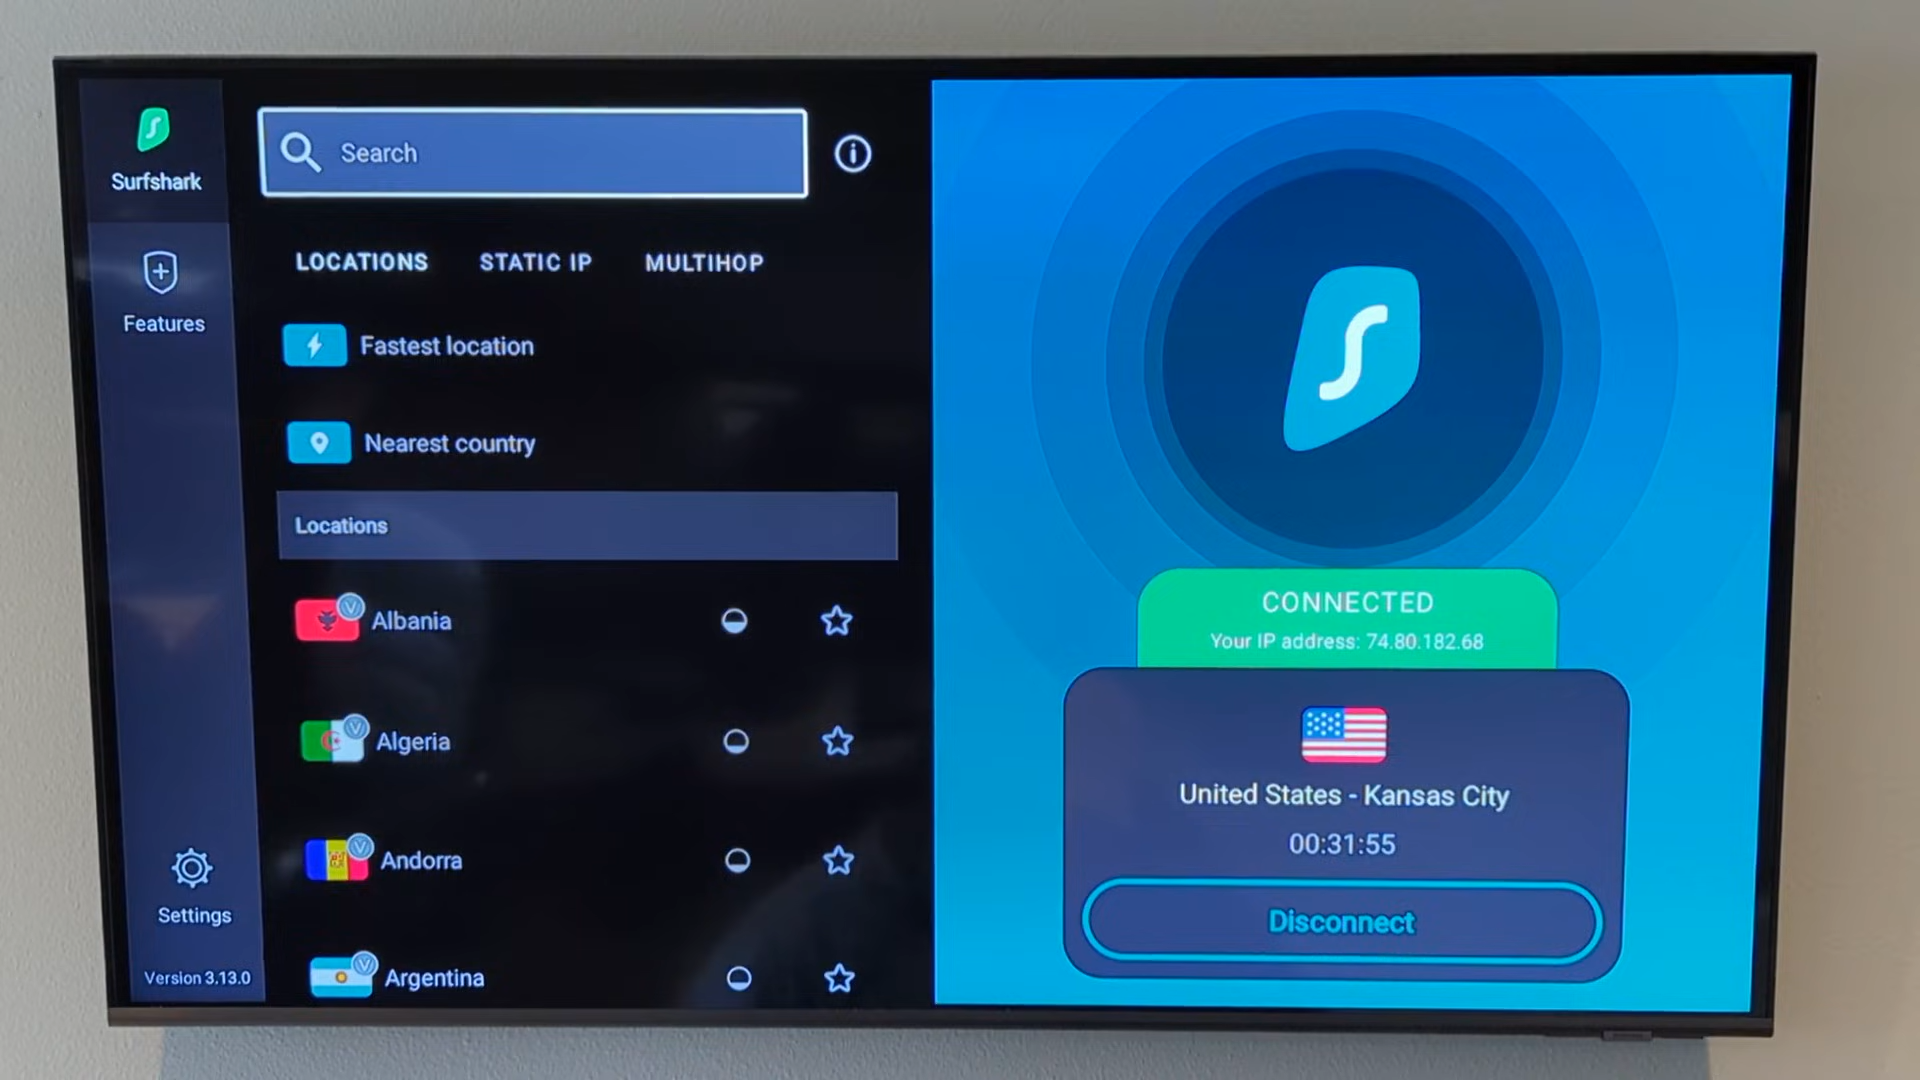 Surfshark
Features
Settings
Version 3.13.0
Search
LOCATIONS STATIC IP MULTIHOP
Fastest location
Nearest country
Locations
V Albania
V Algeria
V Andorra
V Argentina
CONNECTED
Your IP address: 74.80.182.68
United States - Kansas City
00:31:55
Disconnect